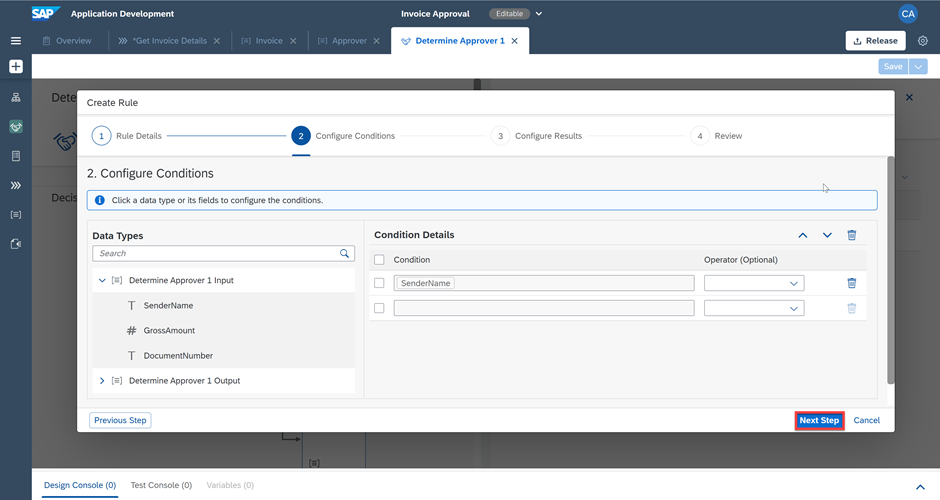 SAP Application Development Invoice Approval Editable CA
Overview *Get Invoice Details Invoice Approver Determine Approver 1 Release
Save
Dete
Create Rule
1 Rule Details 2 Configure Conditions 3 Configure Results 4 Review
2. Configure Conditions
Click a data type or its fields to configure the conditions.
Decis
Data Types
Search
Determine Approver 1 Input
T SenderName
# GrossAmount
T DocumentNumber
Determine Approver 1 Output
Condition Details
Condition Operator (Optional)
SenderName
Previous Step Next Step Cancel
Design Console (0) Test Console (0) Variables (0)